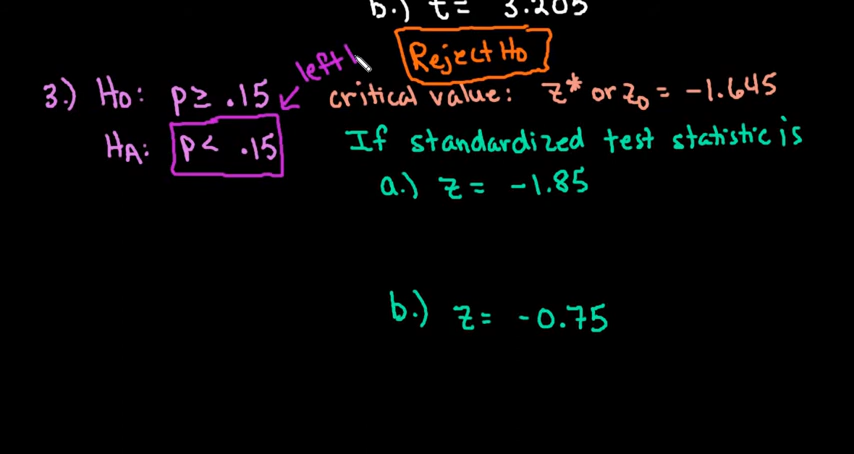 b.) t = 3.205
Reject Ho
left
3.) Ho: p ≥ .15
critical value: z* or z₀ = -1.645
HA: p < .15
If standardized test statistic is
a.) z = -1.85
b.) z = -0.75